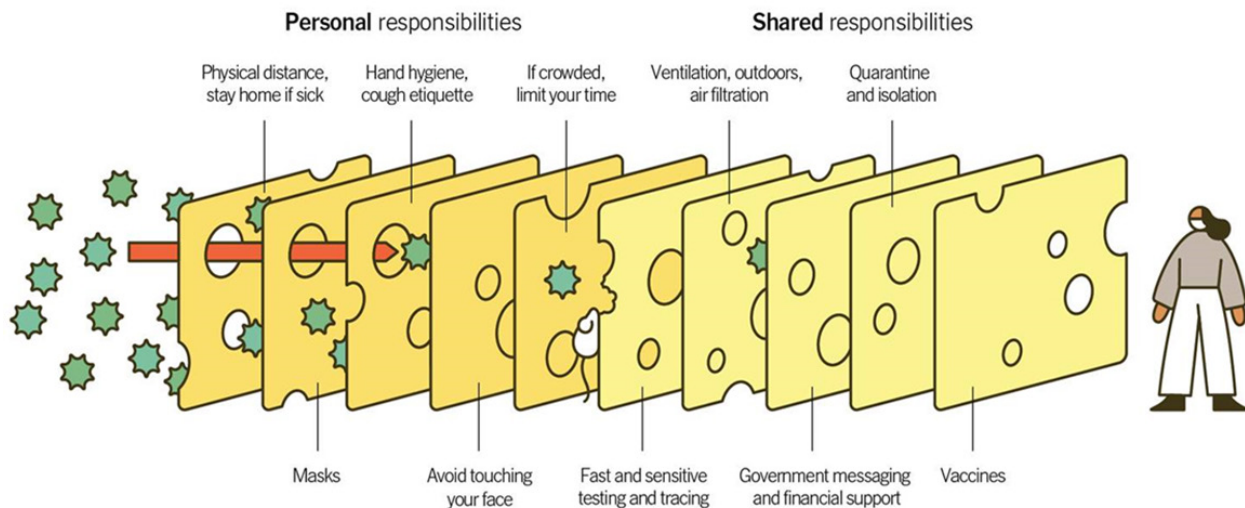 Personal responsibilities
Shared responsibilities
Physical distance,
stay home if sick
Hand hygiene,
cough etiquette
If crowded,
limit your time
Ventilation, outdoors,
air filtration
Quarantine
and isolation
Masks
Avoid touching
your face
Fast and sensitive
testing and tracing
Government messaging
and financial support
Vaccines